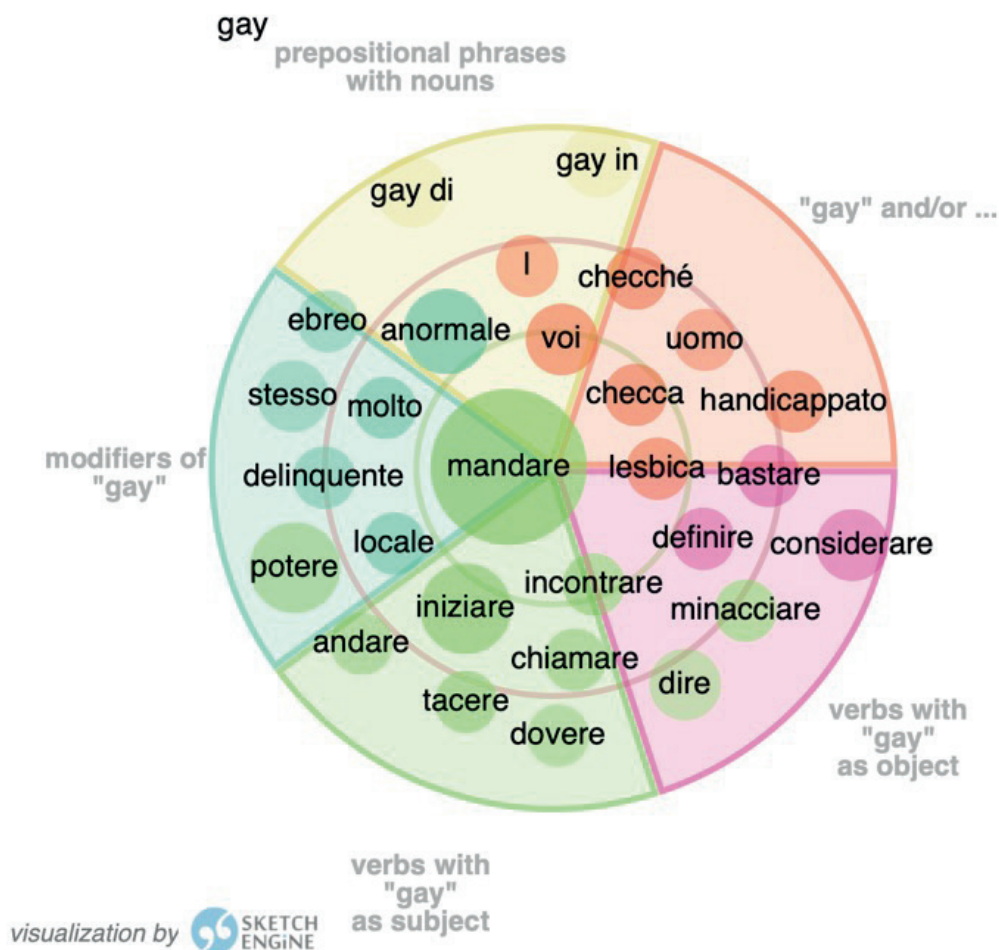 gay
prepositional phrases
with nouns
gay in
gay di
"gay" and/or ...
l
checché
ebreo
anormale
voi
uomo
stesso
molto
checca
handicappato
modifiers of
"gay"
delinquente
mandare
lesbica
bastare
locale
definire
considerare
potere
incontrare
iniziare
minacciare
andare
chiamare
dire
tacere
dovere
verbs with
"gay"
as object
verbs with
"gay"
as subject
visualization by
SKETCH
ENGINE